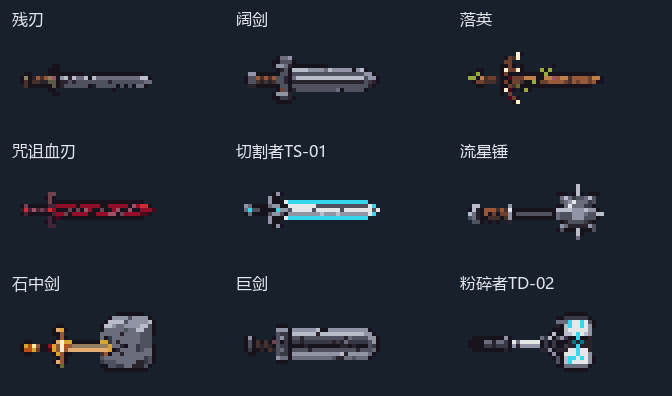 残刃
阔剑
落英
咒诅血刃
切割者TS-01
流星锤
石中剑
巨剑
粉碎者TD-02